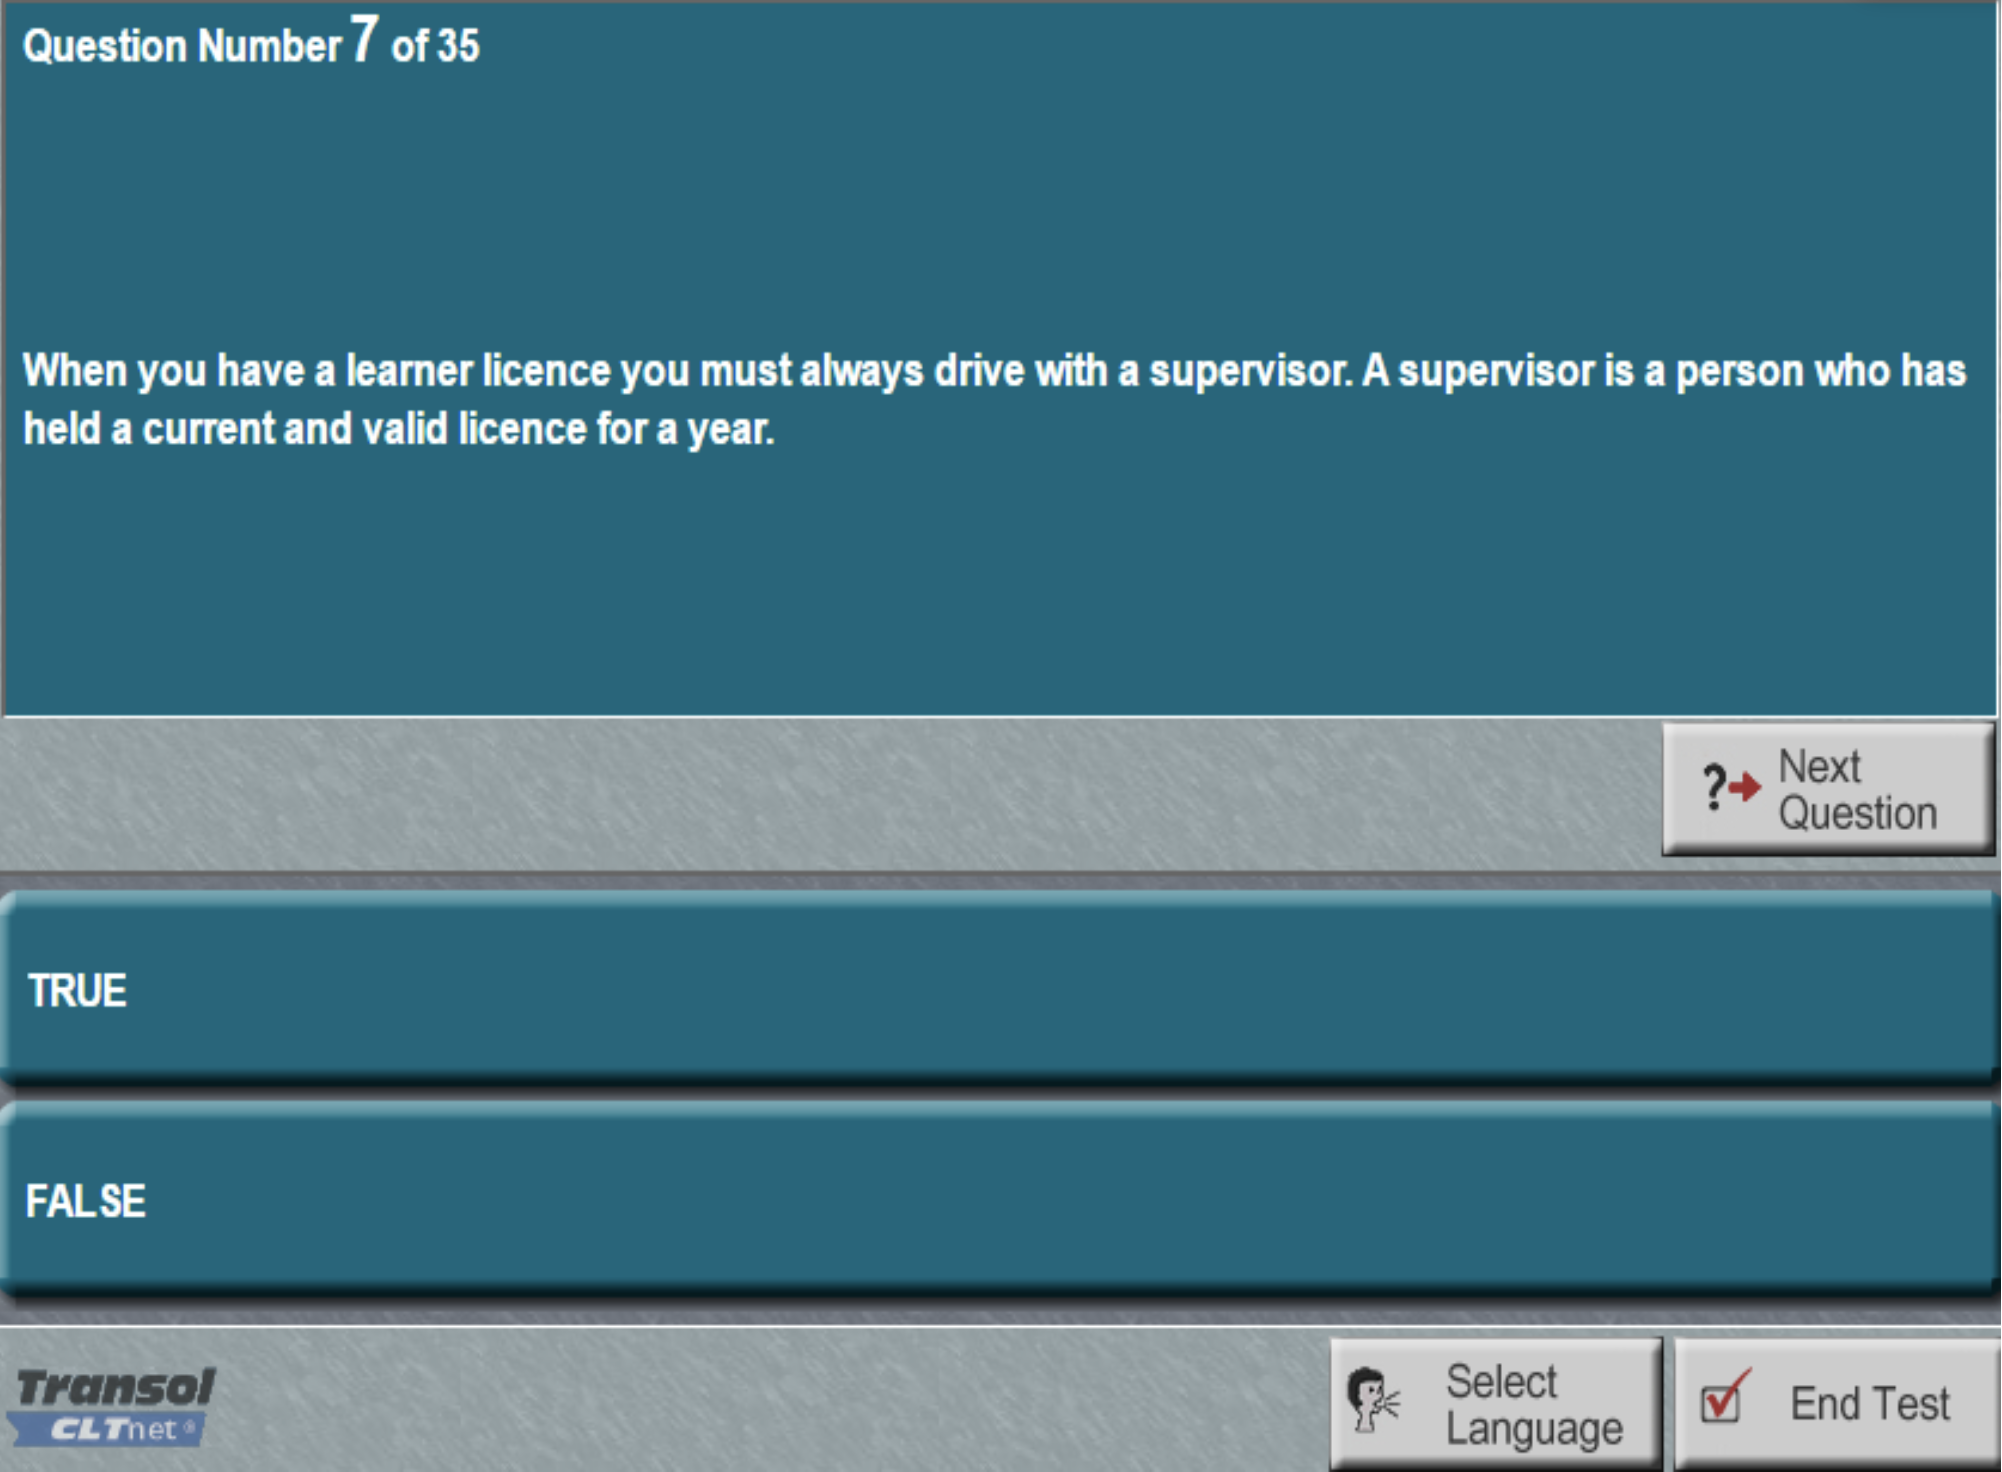 Question Number 7 of 35
When you have a learner licence you must always drive with a supervisor. A supervisor is a person who has
held a current and valid licence for a year.
? Next
Question
TRUE
FALSE
Transol
CLTnet ®
Select
Language
End Test